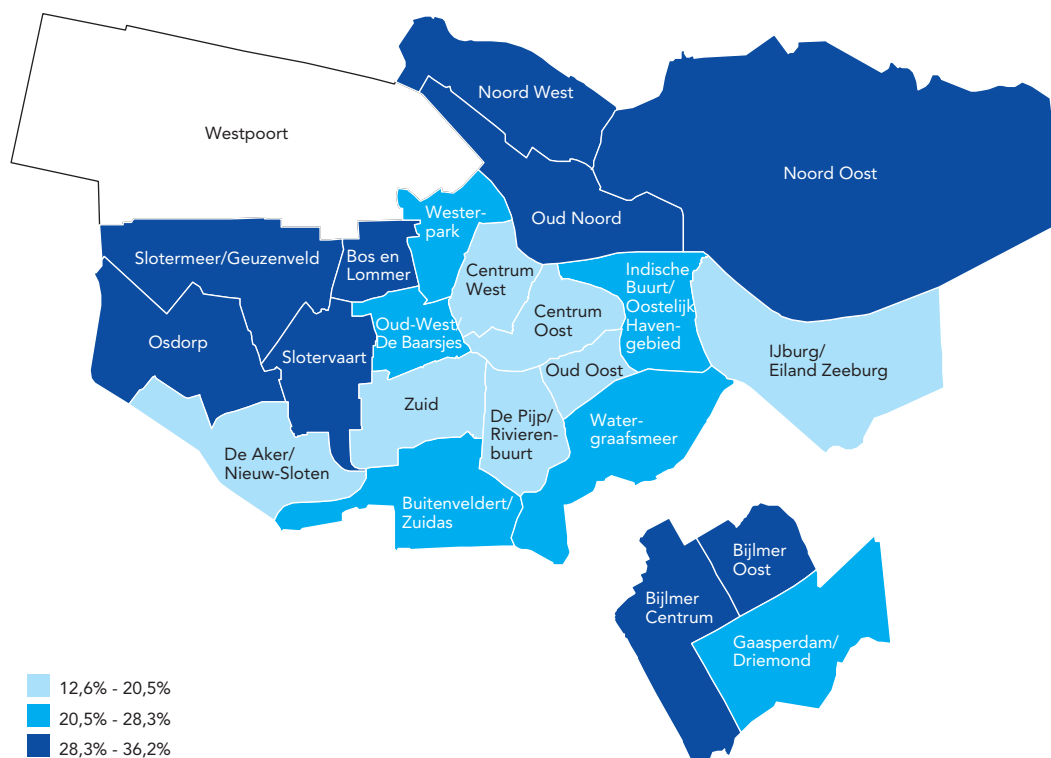 Noord West
Westpoort
Noord Oost
Wester-
park
Oud Noord
Slotermeer/Geuzenveld
Bos en
Lommer
Centrum
West
Indische
Buurt/
Oostelijk
Haven-
gebied
Centrum
Oost
Oud-West/
De Baarsjes
Osdorp
Slotervaart
IJburg/
Eiland Zeeburg
Oud Oost
Zuid
De Pijp/
Rivieren-
buurt
Water-
graafsmeer
De Aker/
Nieuw-Sloten
Buitenveldert/
Zuidas
Bijlmer
Oost
Bijlmer
Centrum
Gaasperdam/
Driemond
12,6% - 20,5%
20,5% - 28,3%
28,3% - 36,2%